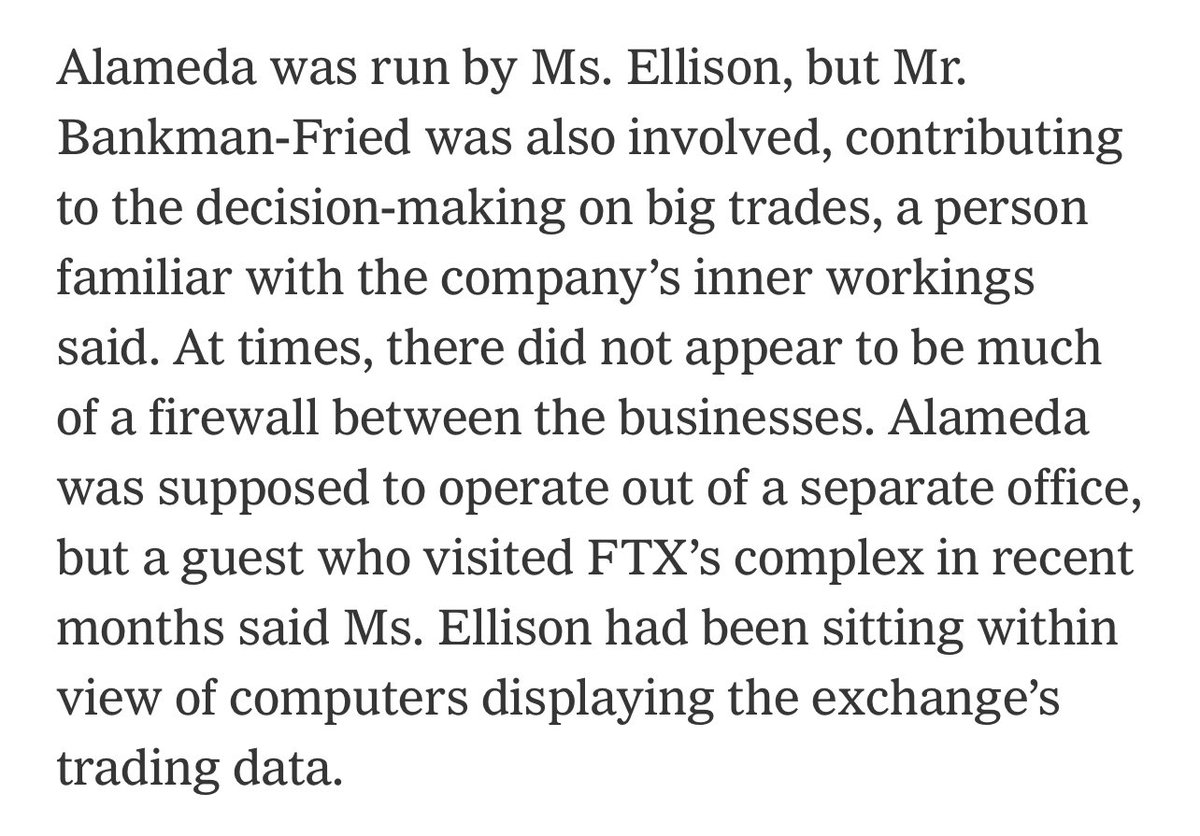 Alameda was run by Ms. Ellison, but Mr.
Bankman-Fried was also involved, contributing
to the decision-making on big trades, a person
familiar with the company’s inner workings
said. At times, there did not appear to be much
of a firewall between the businesses. Alameda
was supposed to operate out of a separate office,
but a guest who visited FTX’s complex in recent
months said Ms. Ellison had been sitting within
view of computers displaying the exchange’s
trading data.